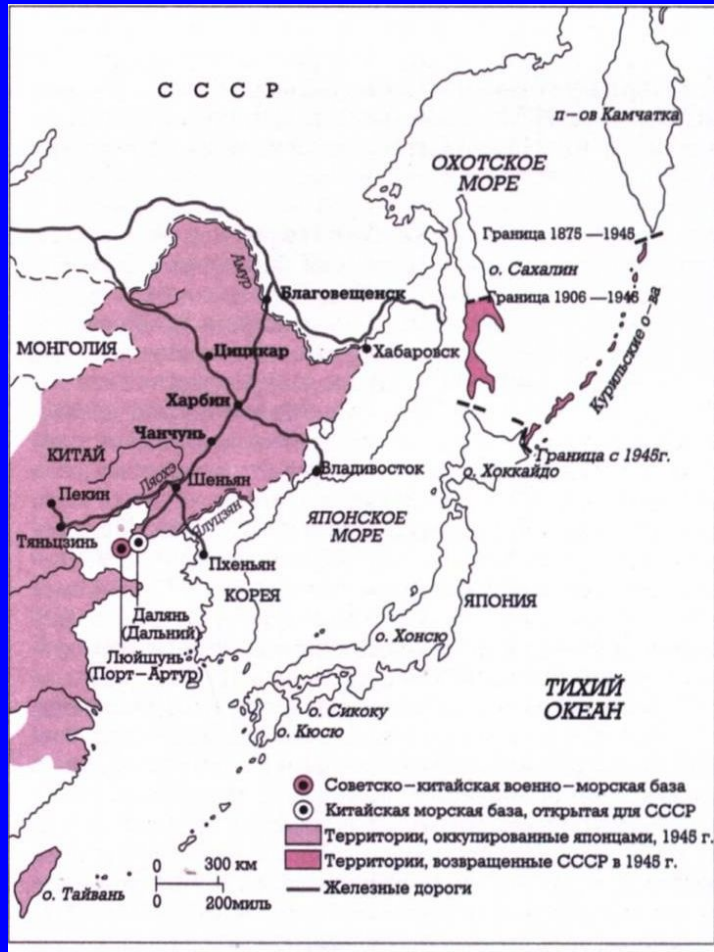 С С С Р
п-ов Камчатка
ОХОТСКОЕ
МОРЕ
Граница 1875 —1945
о. Сахалин
Граница 1906 —1945
Амур
Благовещенск
Курильские о-ва
МОНГОЛИЯ
Цицикар
Хабаровск
Харбин
Чанчунь
КИТАЙ
Граница с 1945г.
Ляохэ
Шеньян
Владивосток
о. Хоккайдо
Пекин
Ялуцзян
ЯПОНСКОЕ
МОРЕ
Тяньцзинь
Пхеньян
КОРЕЯ
ЯПОНИЯ
Далянь
(Дальний)
о. Хонсю
Люйшунь
(Порт-Артур)
ТИХИЙ
ОКЕАН
о. Сикоку
о. Кюсю
Советско-китайская военно-морская база
Китайская морская база, открытая для СССР
Территории, оккупированные японцами, 1945 г.
0 300 км
Территории, возвращенные СССР в 1945 г.
о. Тайвань
0 200миль
Железные дороги